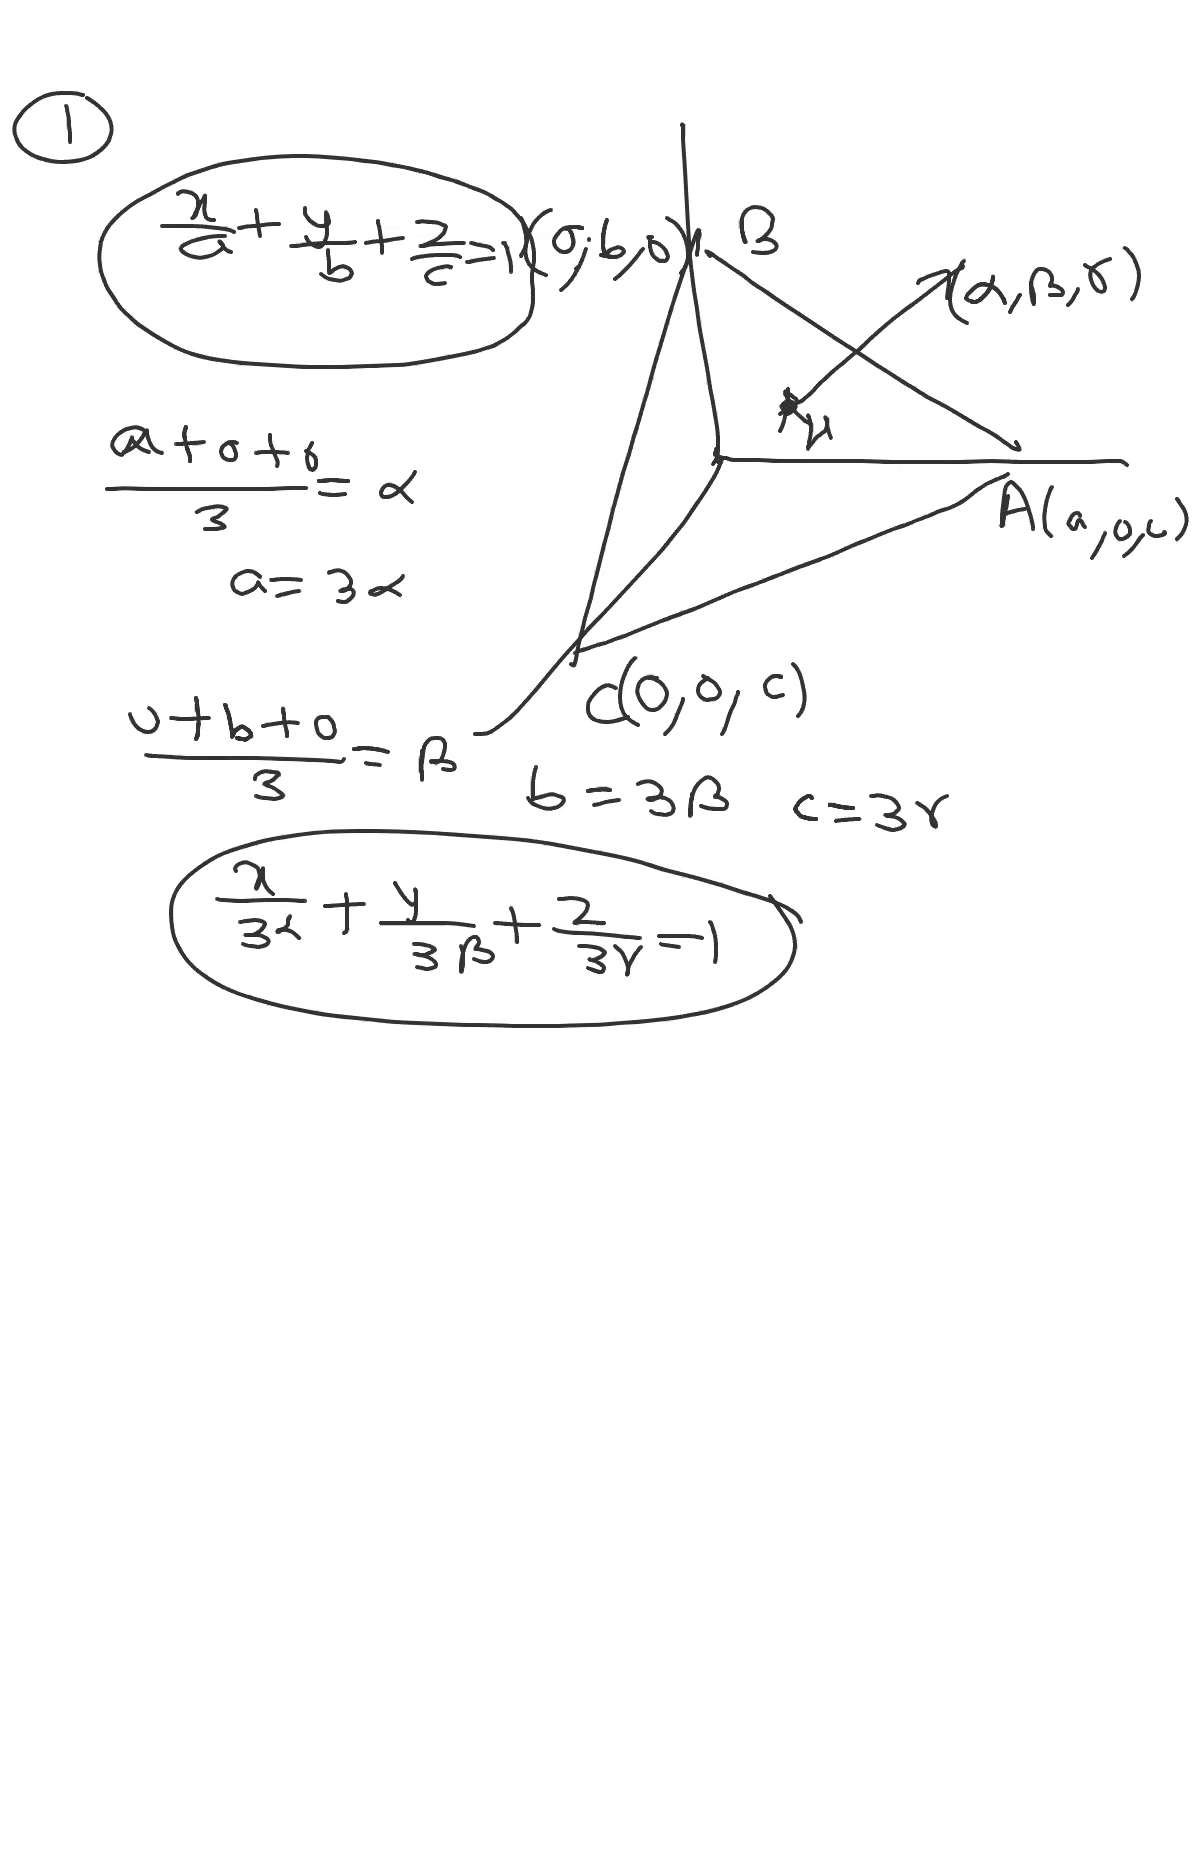 1
x/a + y/b + z/c = 1
(0, b, 0) B
(α, β, γ)
A(a, 0, c)
(a + 0 + 0)/3 = α
a = 3α
C(0, 0, c)
(0 + b + 0)/3 = β
b = 3β c = 3γ
x/3α + y/3β + z/3γ = 1